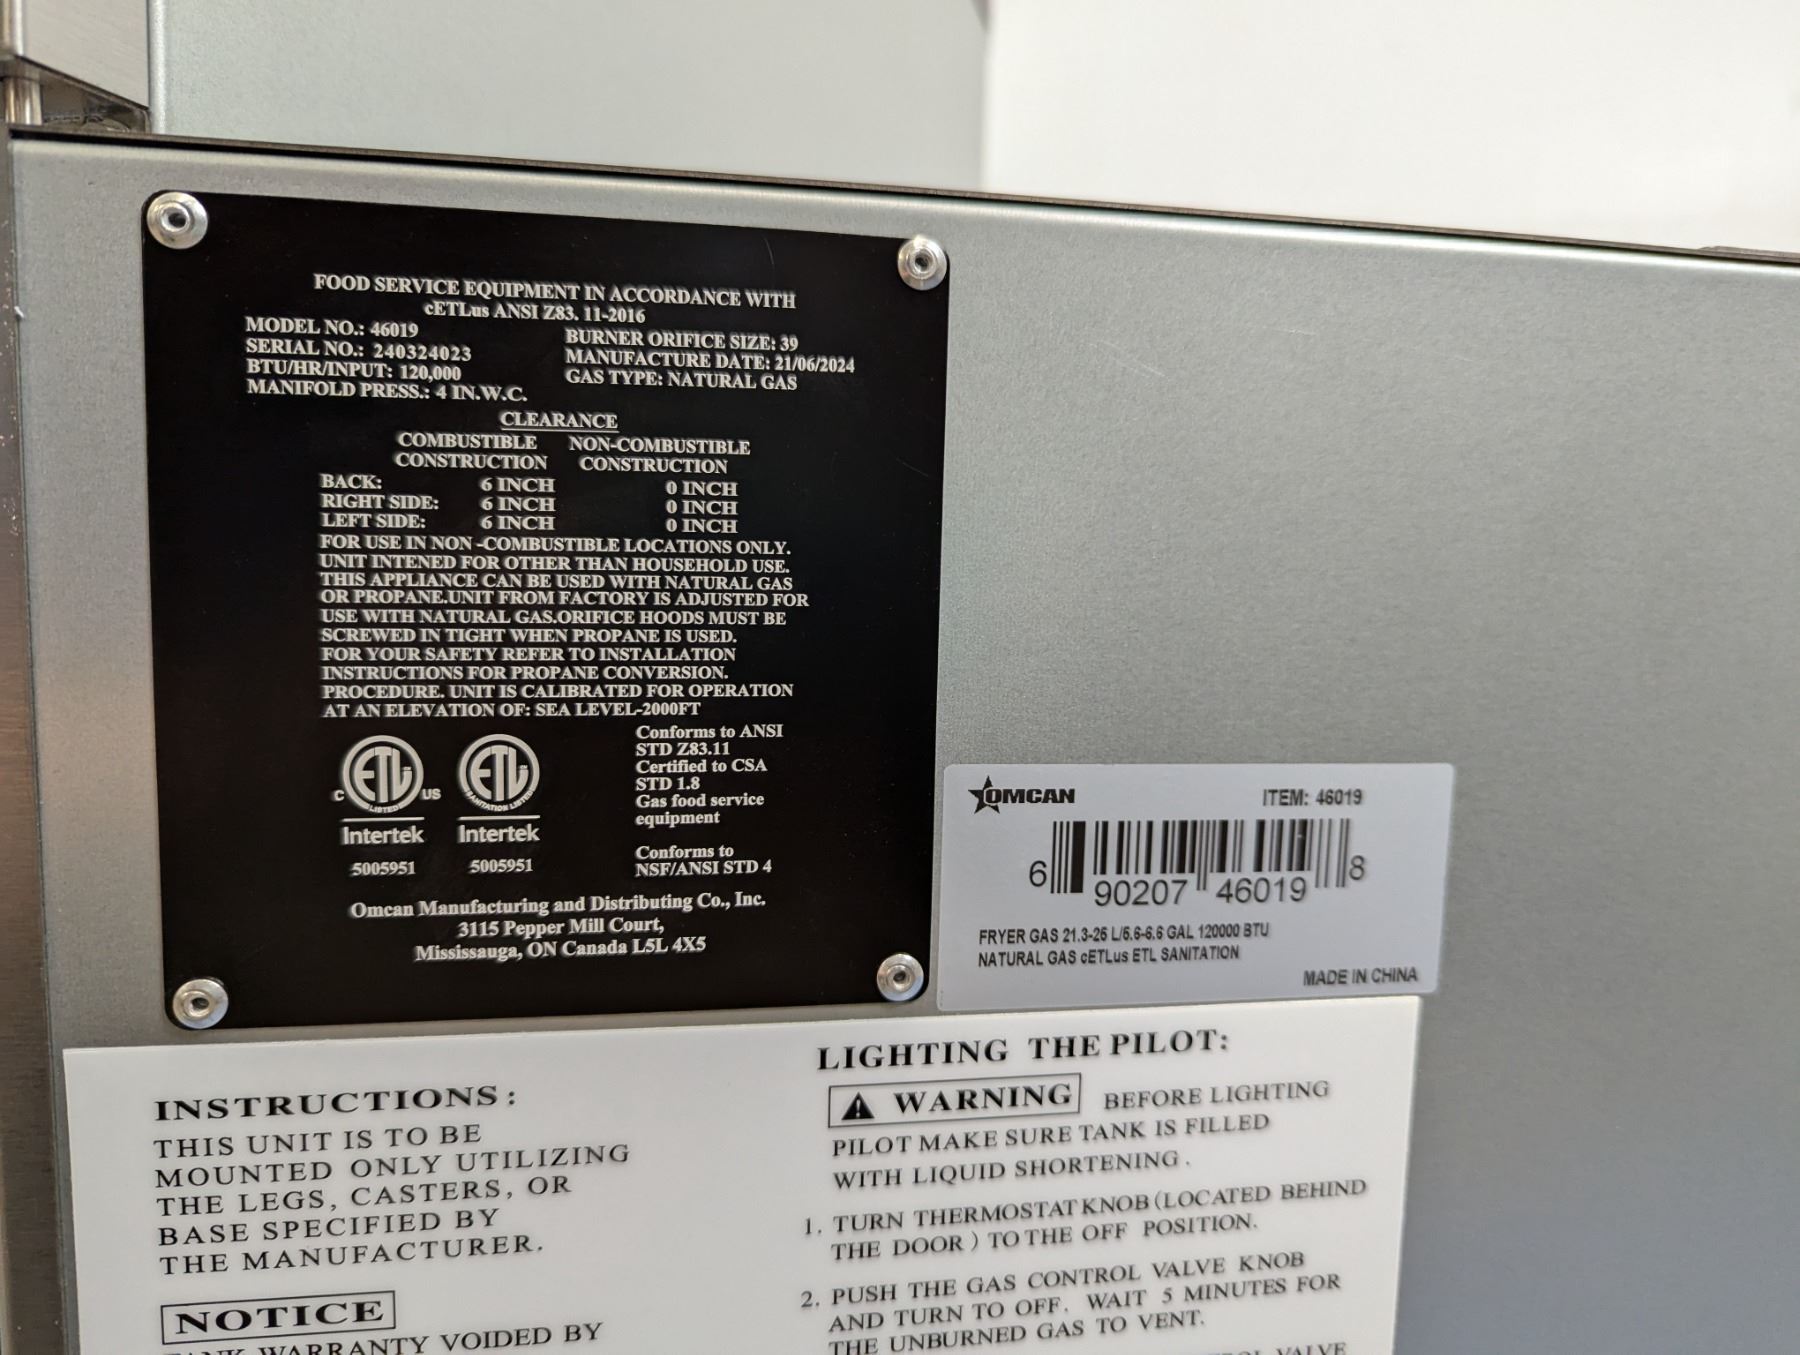 FOOD SERVICE EQUIPMENT IN ACCORDANCE WITH
cETLus ANSI Z83. 11-2016
MODEL NO.: 46019
SERIAL NO.: 240324023
BTU/HR/INPUT: 120,000
MANIFOLD PRESS.: 4 IN.W.C.
BURNER ORIFICE SIZE: 39
MANUFACTURE DATE: 21/06/2024
GAS TYPE: NATURAL GAS
CLEARANCE
COMBUSTIBLE NON-COMBUSTIBLE
CONSTRUCTION CONSTRUCTION
BACK: 6 INCH 0 INCH
RIGHT SIDE: 6 INCH 0 INCH
LEFT SIDE: 6 INCH 0 INCH
FOR USE IN NON -COMBUSTIBLE LOCATIONS ONLY.
UNIT INTENED FOR OTHER THAN HOUSEHOLD USE.
THIS APPLIANCE CAN BE USED WITH NATURAL GAS
OR PROPANE.UNIT FROM FACTORY IS ADJUSTED FOR
USE WITH NATURAL GAS.ORIFICE HOODS MUST BE
SCREWED IN TIGHT WHEN PROPANE IS USED.
FOR YOUR SAFETY REFER TO INSTALLATION
INSTRUCTIONS FOR PROPANE CONVERSION.
PROCEDURE. UNIT IS CALIBRATED FOR OPERATION
AT AN ELEVATION OF: SEA LEVEL-2000FT
C ETL US
LISTED
Intertek
5005951
ETL
SANITATION LISTED
Intertek
5005951
Conforms to ANSI
STD Z83.11
Certified to CSA
STD 1.8
Gas food service
equipment
Conforms to
NSF/ANSI STD 4
Omcan Manufacturing and Distributing Co., Inc.
3115 Pepper Mill Court,
Mississauga, ON Canada L5L 4X5
OMCAN
ITEM: 46019
6 90207 46019 8
FRYER GAS 21.3-25 L/5.6-6.6 GAL 120000 BTU
NATURAL GAS cETLus ETL SANITATION
MADE IN CHINA
INSTRUCTIONS:
THIS UNIT IS TO BE
MOUNTED ONLY UTILIZING
THE LEGS, CASTERS, OR
BASE SPECIFIED BY
THE MANUFACTURER.
NOTICE
TANK WARRANTY VOIDED BY
LIGHTING THE PILOT:
WARNING BEFORE LIGHTING
PILOT MAKE SURE TANK IS FILLED
WITH LIQUID SHORTENING.
1. TURN THERMOSTAT KNOB (LOCATED BEHIND
THE DOOR ) TO THE OFF POSITION.
2. PUSH THE GAS CONTROL VALVE KNOB
AND TURN TO OFF. WAIT 5 MINUTES FOR
THE UNBURNED GAS TO VENT.
VALVE